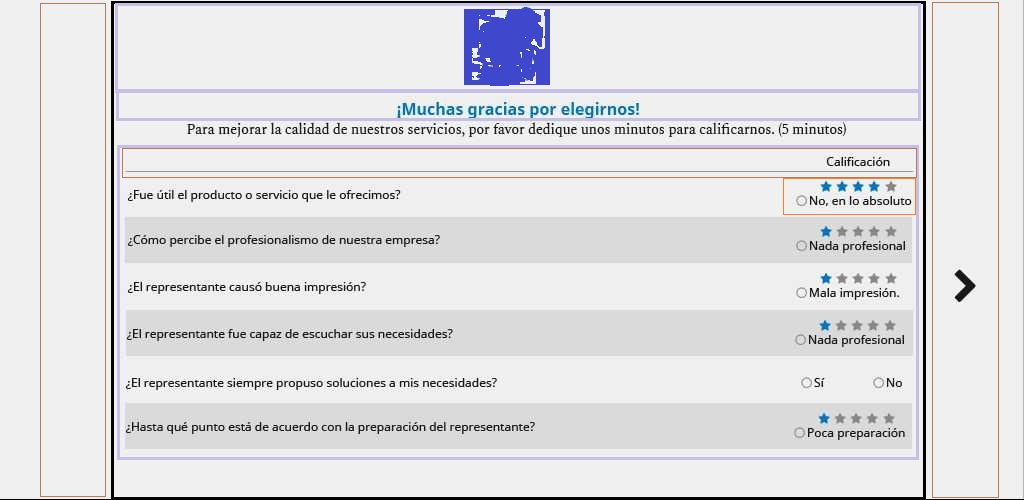 ¡Muchas gracias por elegirnos!
Para mejorar la calidad de nuestros servicios, por favor dedique unos minutos para calificarnos. (5 minutos)
Calificación
¿Fue útil el producto o servicio que le ofrecimos?
No, en lo absoluto
¿Cómo percibe el profesionalismo de nuestra empresa?
Nada profesional
¿El representante causó buena impresión?
Mala impresión.
¿El representante fue capaz de escuchar sus necesidades?
Nada profesional
¿El representante siempre propuso soluciones a mis necesidades?
Sí No
¿Hasta qué punto está de acuerdo con la preparación del representante?
Poca preparación